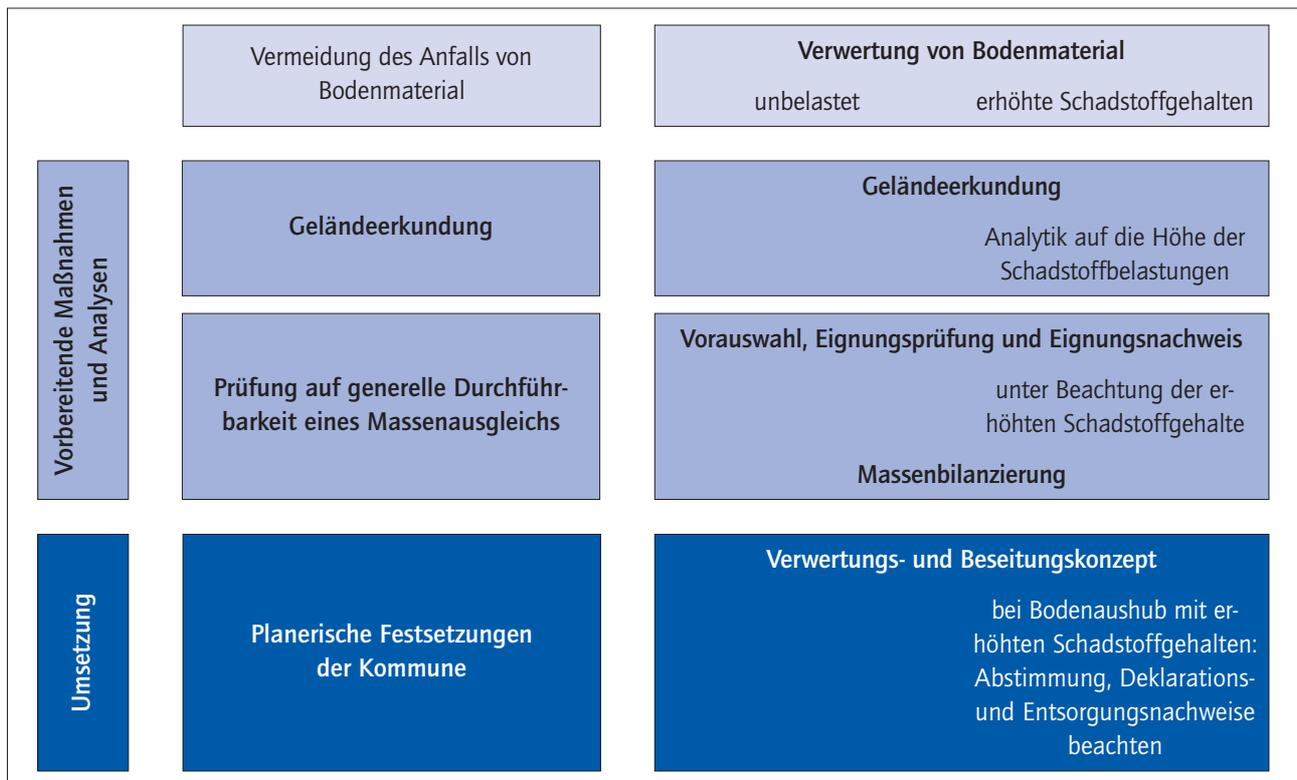 Vermeidung des Anfalls von
Bodenmaterial
Verwertung von Bodenmaterial
unbelastet erhöhte Schadstoffgehalten
Vorbereitende Maßnahmen
und Analysen
Geländeerkundung
Geländeerkundung
Analytik auf die Höhe der
Schadstoffbelastungen
Prüfung auf generelle Durchführ-
barkeit eines Massenausgleichs
Vorauswahl, Eignungsprüfung und Eignungsnachweis
unter Beachtung der er-
höhten Schadstoffgehalte
Massenbilanzierung
Umsetzung
Planerische Festsetzungen
der Kommune
Verwertungs- und Beseitungskonzept
bei Bodenaushub mit er-
höhten Schadstoffgehalten:
Abstimmung, Deklarations-
und Entsorgungsnachweise
beachten